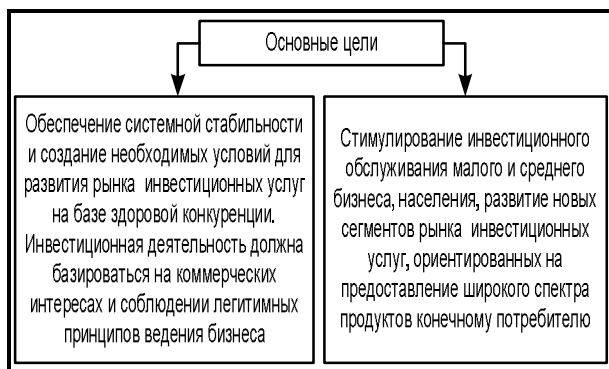 Основные цели
Обеспечение системной стабильности
и создание необходимых условий для
развития рынка инвестиционных услуг
на базе здоровой конкуренции.
Инвестиционная деятельность должна
базироваться на коммерческих
интересах и соблюдении легитимных
принципов ведения бизнеса
Стимулирование инвестиционного
обслуживания малого и среднего
бизнеса, населения, развитие новых
сегментов рынка инвестиционных
услуг, ориентированных на
предоставление широкого спектра
продуктов конечному потребителю